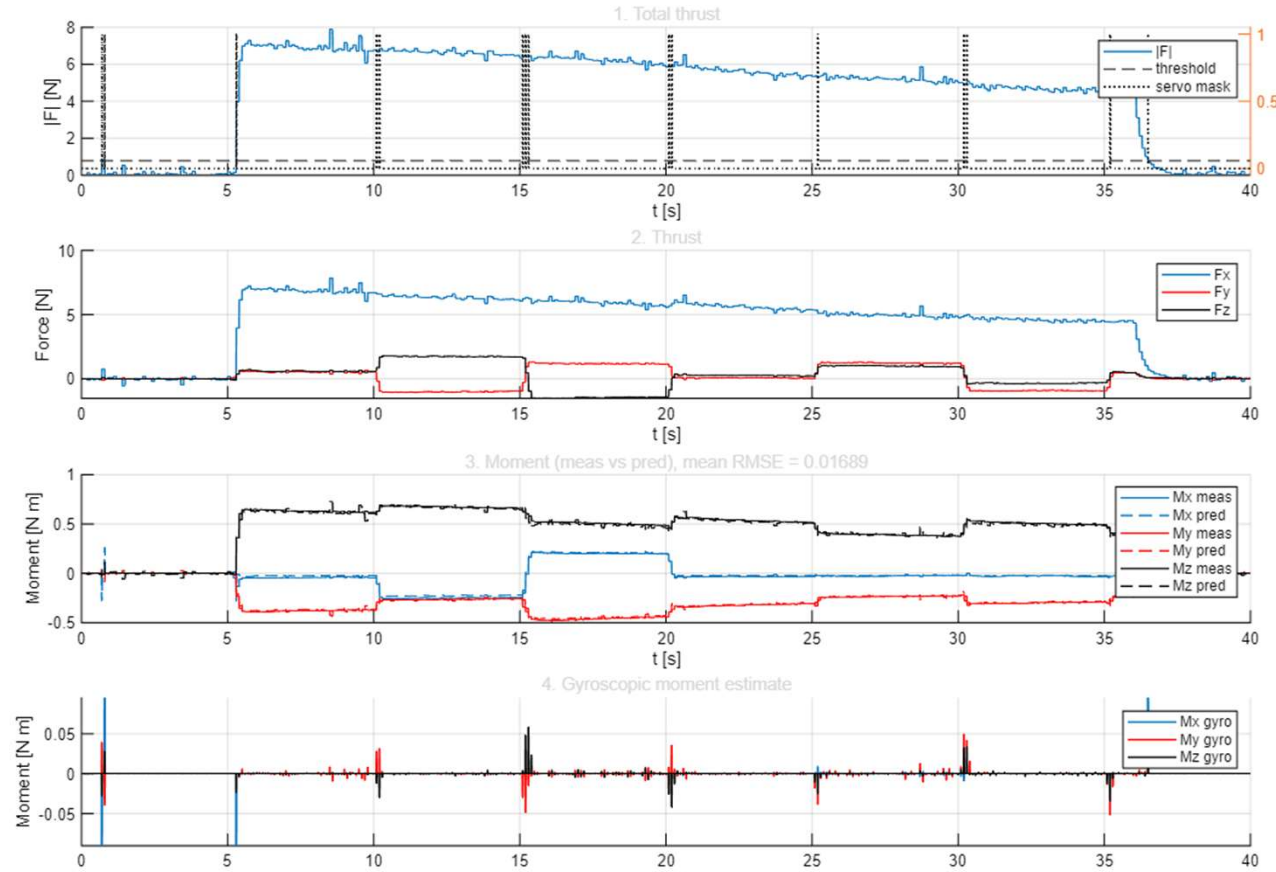 1. Total thrust
|F| [N]
8
6
4
2
0
1
0.5
0
|F|
threshold
servo mask
0 5 10 15 20 25 30 35 40
t [s]
2. Thrust
Force [N]
10
5
0
Fx
Fy
Fz
0 5 10 15 20 25 30 35 40
t [s]
3. Moment (meas vs pred), mean RMSE = 0.01689
Moment [N m]
1
0.5
0
-0.5
Mx meas
Mx pred
My meas
My pred
Mz meas
Mz pred
0 5 10 15 20 25 30 35 40
t [s]
4. Gyroscopic moment estimate
Moment [N m]
0.05
0
-0.05
Mx gyro
My gyro
Mz gyro
0 5 10 15 20 25 30 35 40